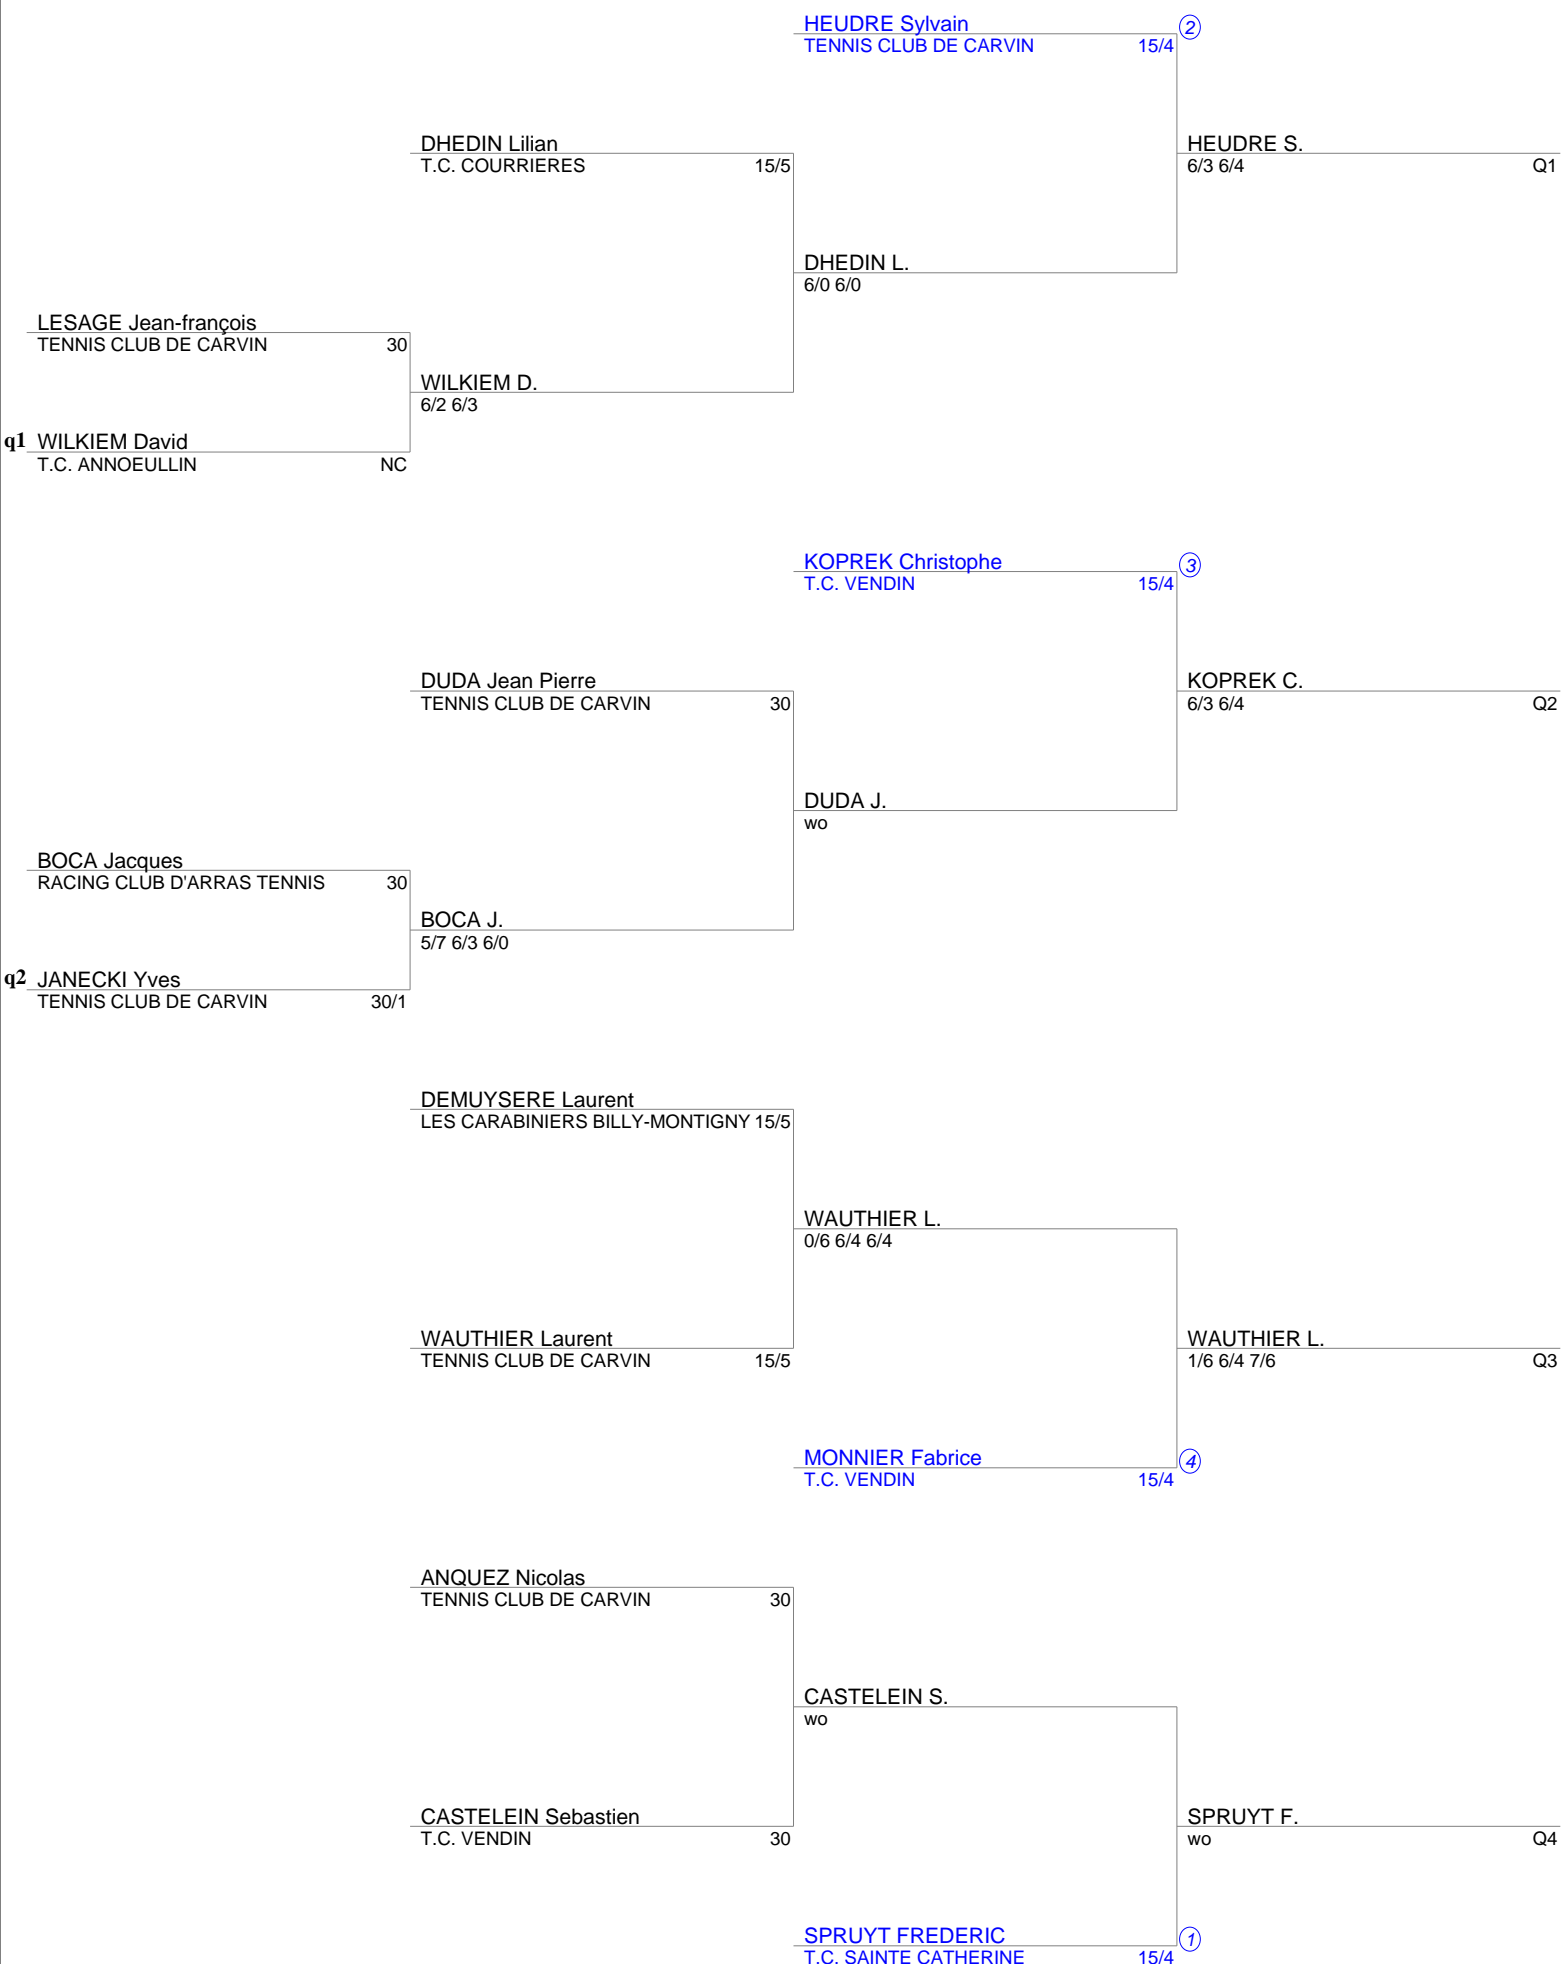 HEUDRE Sylvain 2
TENNIS CLUB DE CARVIN 15/4
DHEDIN Lilian
T.C. COURRIERES 15/5
HEUDRE S.
6/3 6/4 Q1
DHEDIN L.
6/0 6/0
LESAGE Jean-françois
TENNIS CLUB DE CARVIN 30
WILKIEM D.
6/2 6/3
q1 WILKIEM David
T.C. ANNOEULLIN NC
KOPREK Christophe 3
T.C. VENDIN 15/4
DUDA Jean Pierre
TENNIS CLUB DE CARVIN 30
KOPREK C.
6/3 6/4 Q2
DUDA J.
wo
BOCA Jacques
RACING CLUB D'ARRAS TENNIS 30
BOCA J.
5/7 6/3 6/0
q2 JANECKI Yves
TENNIS CLUB DE CARVIN 30/1
DEMUYSERE Laurent
LES CARABINIERS BILLY-MONTIGNY 15/5
WAUTHIER L.
0/6 6/4 6/4
WAUTHIER Laurent
TENNIS CLUB DE CARVIN 15/5
WAUTHIER L.
1/6 6/4 7/6 Q3
MONNIER Fabrice 4
T.C. VENDIN 15/4
ANQUEZ Nicolas
TENNIS CLUB DE CARVIN 30
CASTELEIN S.
wo
CASTELEIN Sebastien
T.C. VENDIN 30
SPRUYT F.
wo Q4
SPRUYT FREDERIC 1
T.C. SAINTE CATHERINE 15/4